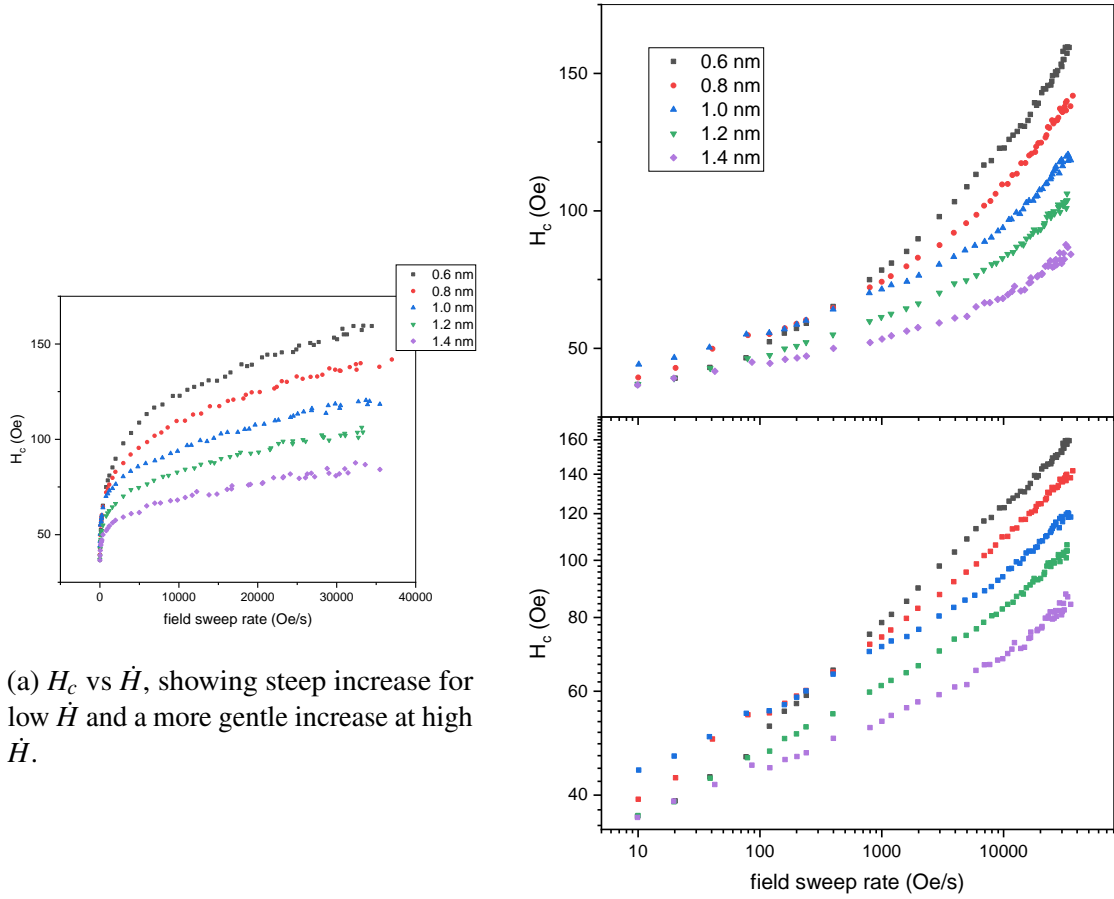 0.6 nm
0.8 nm
1.0 nm
1.2 nm
1.4 nm
150
100
50
H_c (Oe)
0 10000 20000 30000 40000
field sweep rate (Oe/s)
(a) H_c vs Ḣ, showing steep increase for
low Ḣ and a more gentle increase at high
Ḣ.
0.6 nm
0.8 nm
1.0 nm
1.2 nm
1.4 nm
150
100
50
H_c (Oe)
160
140
120
100
80
60
40
H_c (Oe)
10 100 1000 10000
field sweep rate (Oe/s)